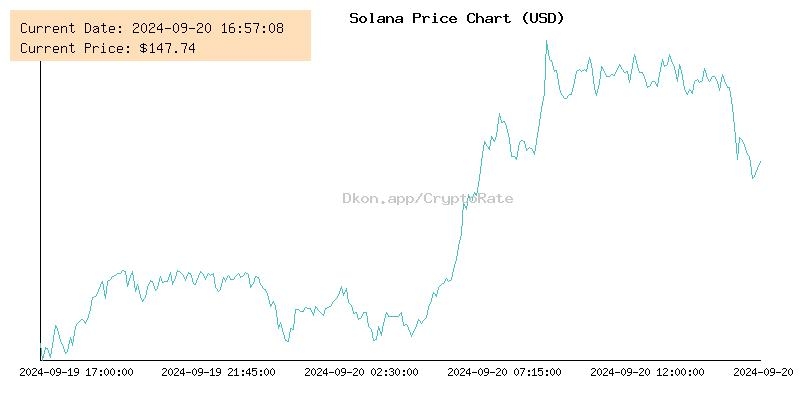 Solana Price Chart (USD)
Current Date: 2024-09-20 16:57:08
Current Price: $147.74
Dkon.app/CryptoRate
2024-09-19 17:00:00 2024-09-19 21:45:00 2024-09-20 02:30:00 2024-09-20 07:15:00 2024-09-20 12:00:00 2024-09-20